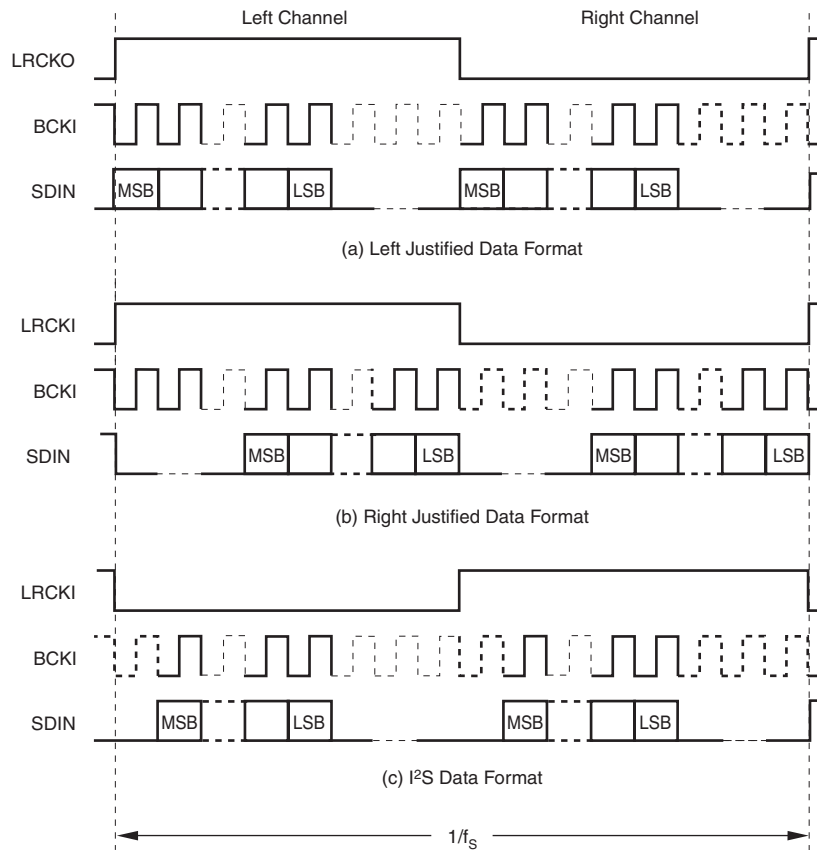 Left Channel Right Channel
LRCKO
BCKI
SDIN MSB LSB MSB LSB
(a) Left Justified Data Format
LRCKI
BCKI
SDIN MSB LSB MSB LSB
(b) Right Justified Data Format
LRCKI
BCKI
SDIN MSB LSB MSB LSB
(c) I²S Data Format
1/fS